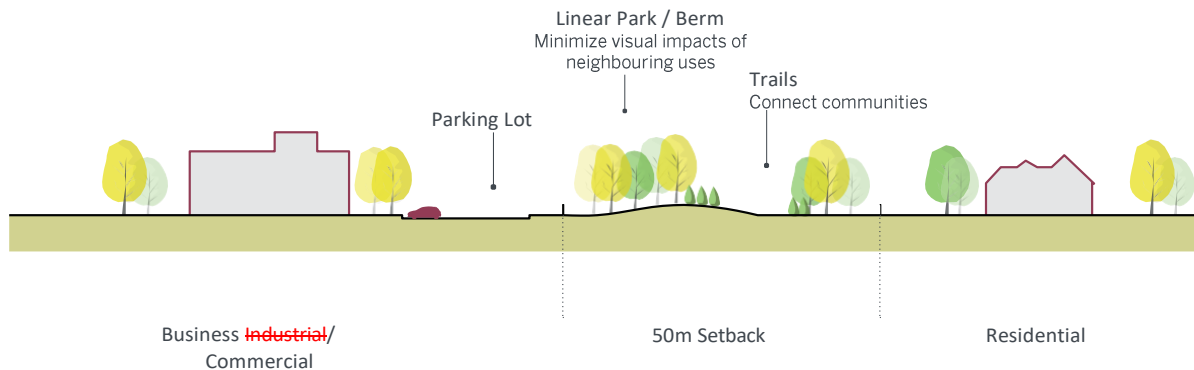 Linear Park / Berm
Minimize visual impacts of
neighbouring uses
Trails
Connect communities
Parking Lot
Business Industrial/
Commercial
50m Setback
Residential